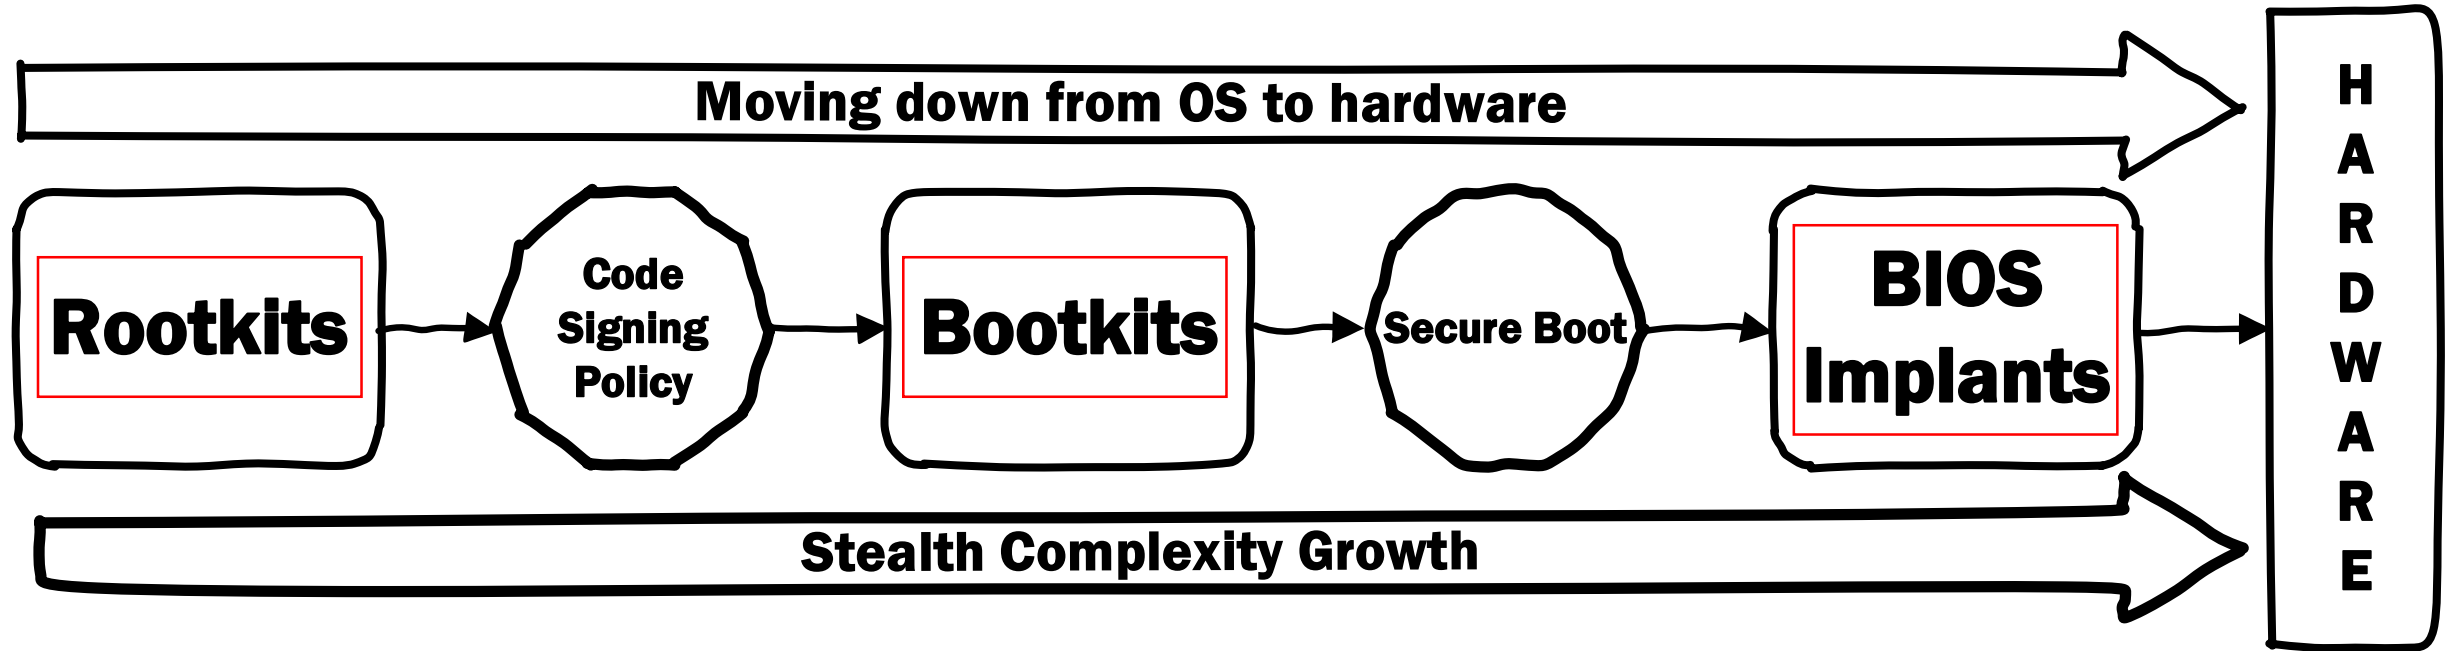 Moving down from OS to hardware
Rootkits
Code
Signing
Policy
Bootkits
Secure Boot
BIOS
Implants
Stealth Complexity Growth
H
A
R
D
W
A
R
E